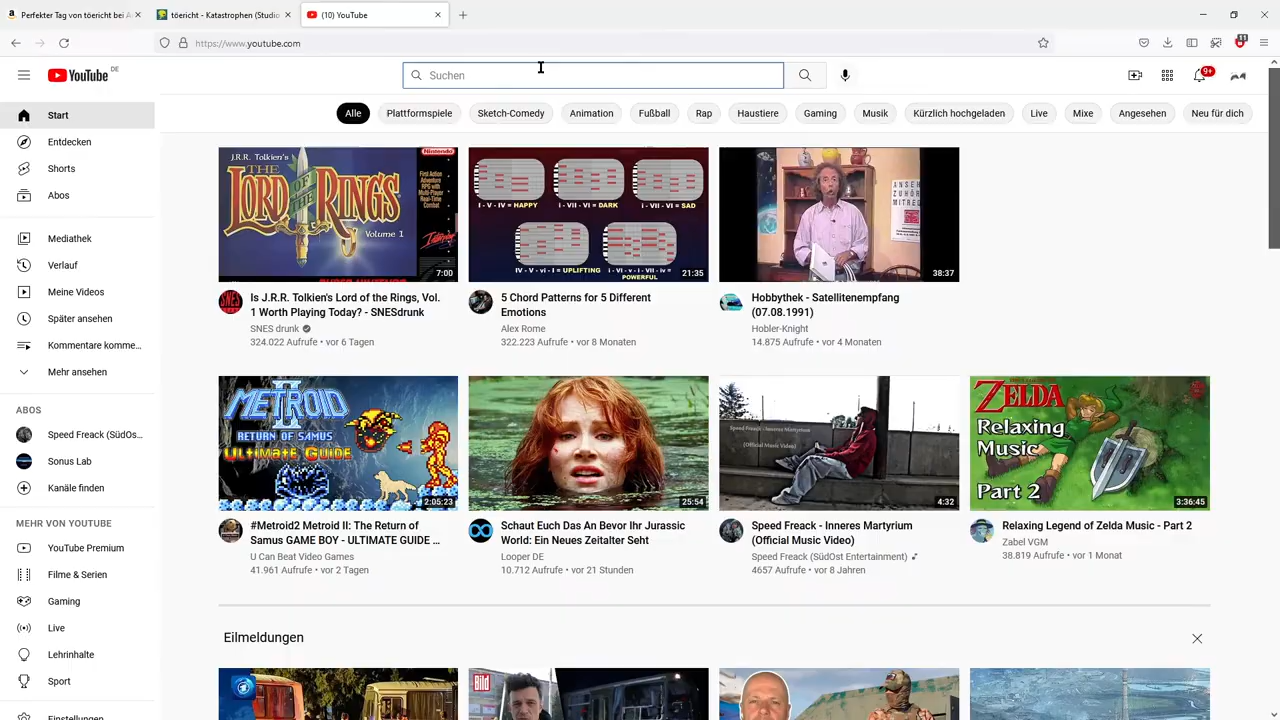 Perfekter Tag von töericht bei A
töericht - Katastrophen (Studio
(10) YouTube
https://www.youtube.com
YouTube DE
Suchen
9+
Start
Entdecken
Shorts
Abos
Mediathek
Verlauf
Meine Videos
Später ansehen
Kommentare komme...
Mehr ansehen
ABOS
Speed Freack (SüdOs...
Sonus Lab
Kanäle finden
MEHR VON YOUTUBE
YouTube Premium
Filme & Serien
Gaming
Live
Lehrinhalte
Sport
Einstellungen
Alle Plattformspiele Sketch-Comedy Animation Fußball Rap Haustiere Gaming Musik Kürzlich hochgeladen Live Mixe Angesehen Neu für dich
J.R.R. Tolkien's
THE
LORD OF THE RINGS
Volume 1
Nintendo
7:00
Is J.R.R. Tolkien's Lord of the Rings, Vol.
1 Worth Playing Today? - SNESdrunk
SNES drunk
324.022 Aufrufe • vor 6 Tagen
I - V - IV = HAPPY
i - VII - VI = SAD
21:35
5 Chord Patterns for 5 Different
Emotions
Alex Rome
322.223 Aufrufe • vor 8 Monaten
38:37
Hobbythek - Satellitenempfang
(07.08.1991)
Hobler-Knight
14.875 Aufrufe • vor 4 Monaten
METROID
II
RETURN OF SAMUS
ULTIMATE GUIDE
2:05:23
#Metroid2 Metroid II: The Return of
Samus GAME BOY - ULTIMATE GUIDE ...
U Can Beat Video Games
41.961 Aufrufe • vor 2 Tagen
25:54
Schaut Euch Das An Bevor Ihr Jurassic
World: Ein Neues Zeitalter Seht
Looper DE
10.712 Aufrufe • vor 21 Stunden
Speed Freack - Inneres Martyrium
(Official Music Video)
4:32
Speed Freack - Inneres Martyrium
(Official Music Video)
Speed Freack (SüdOst Entertainment)
4657 Aufrufe • vor 8 Jahren
ZELDA
Relaxing
Music
Part 2
3:36:45
Relaxing Legend of Zelda Music - Part 2
Zabel VGM
38.819 Aufrufe • vor 1 Monat
Eilmeldungen
Bild